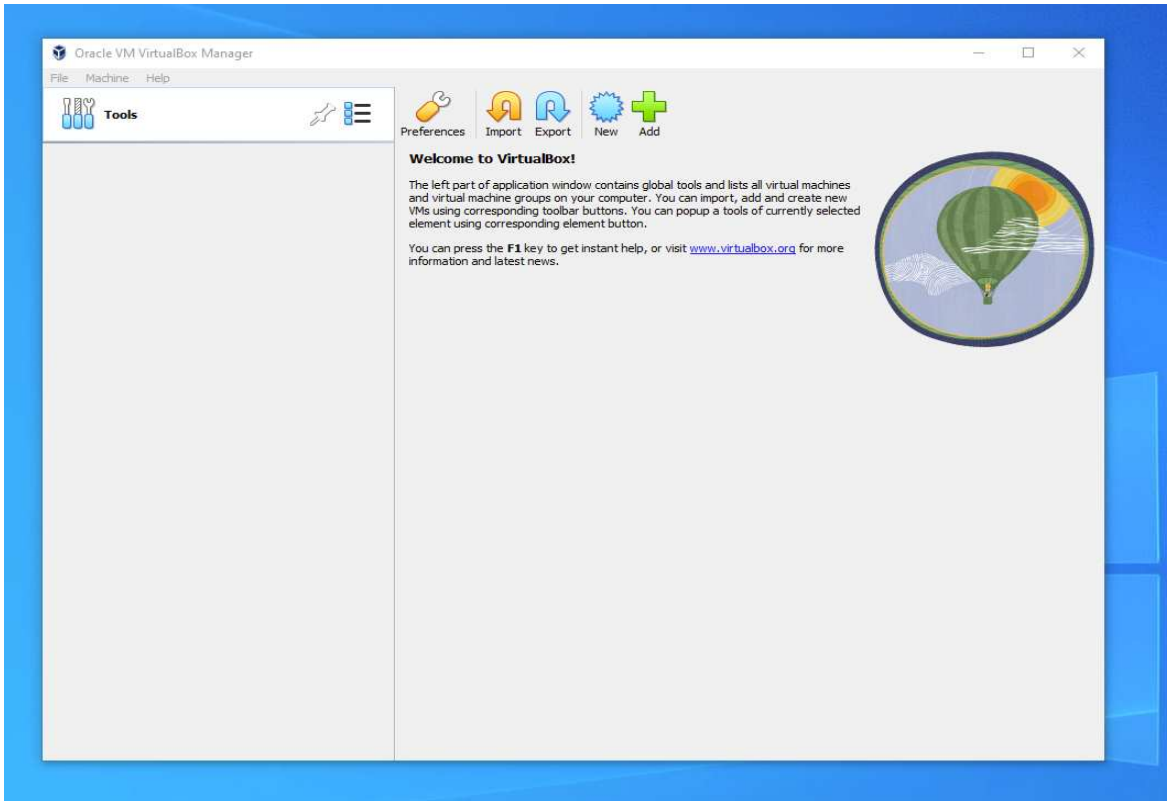 Oracle VM VirtualBox Manager
File Machine Help
Tools
Preferences Import Export New Add
Welcome to VirtualBox!
The left part of application window contains global tools and lists all virtual machines
and virtual machine groups on your computer. You can import, add and create new
VMs using corresponding toolbar buttons. You can popup a tools of currently selected
element using corresponding element button.
You can press the F1 key to get instant help, or visit www.virtualbox.org for more
information and latest news.